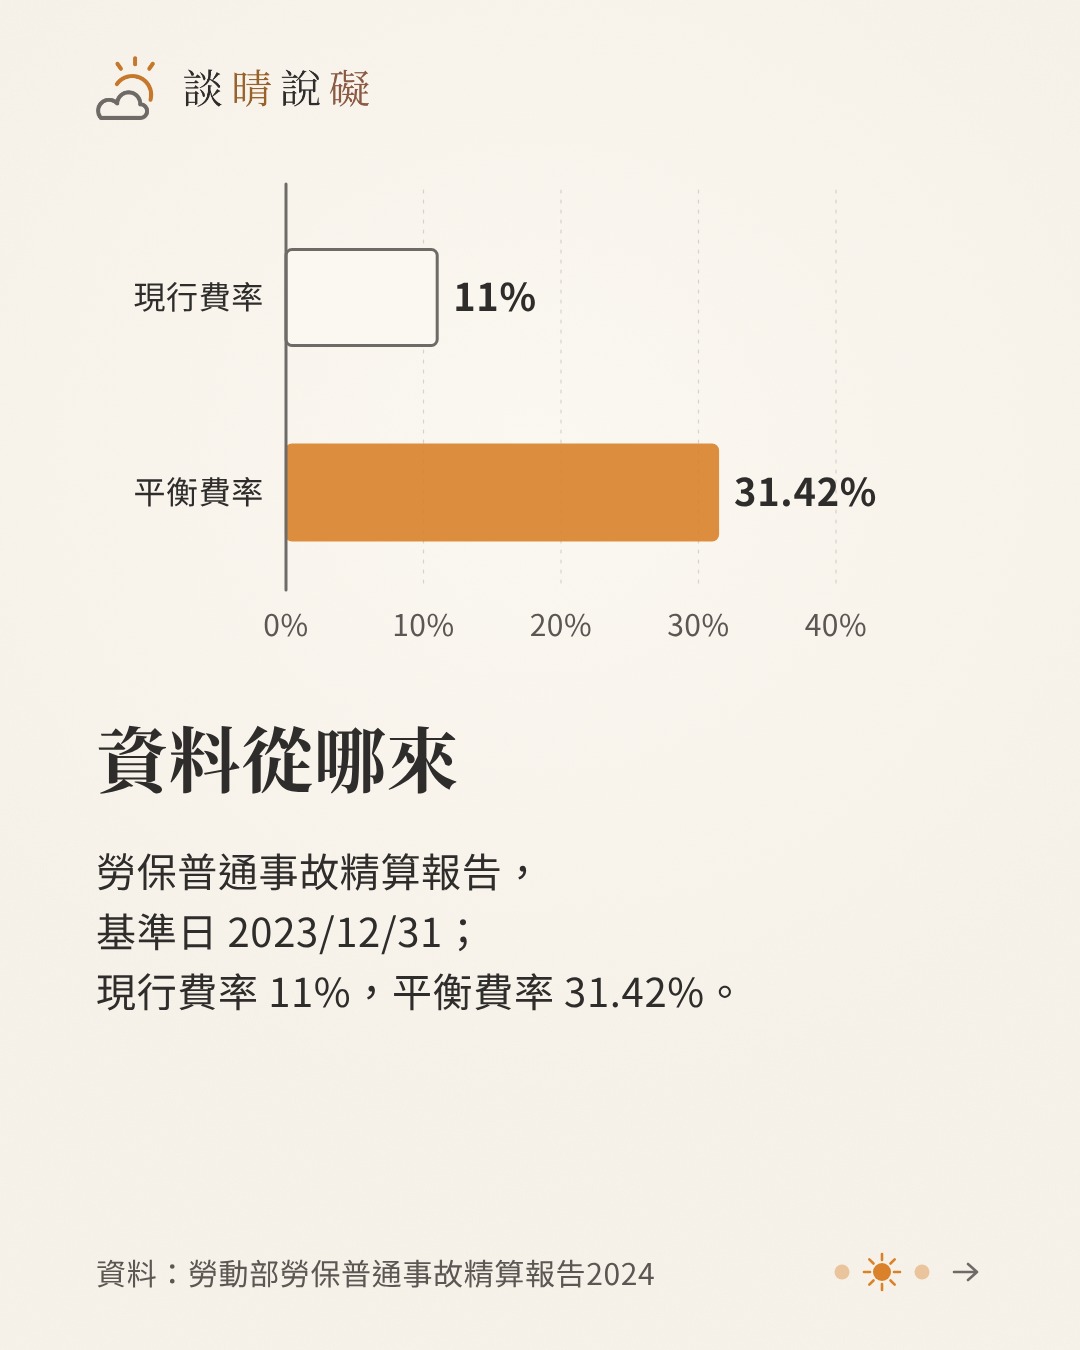 談晴說礙
現行費率 11%
平衡費率 31.42%
0% 10% 20% 30% 40%
資料從哪來
勞保普通事故精算報告，
基準日 2023/12/31；
現行費率 11%，平衡費率 31.42%。
資料：勞動部勞保普通事故精算報告2024